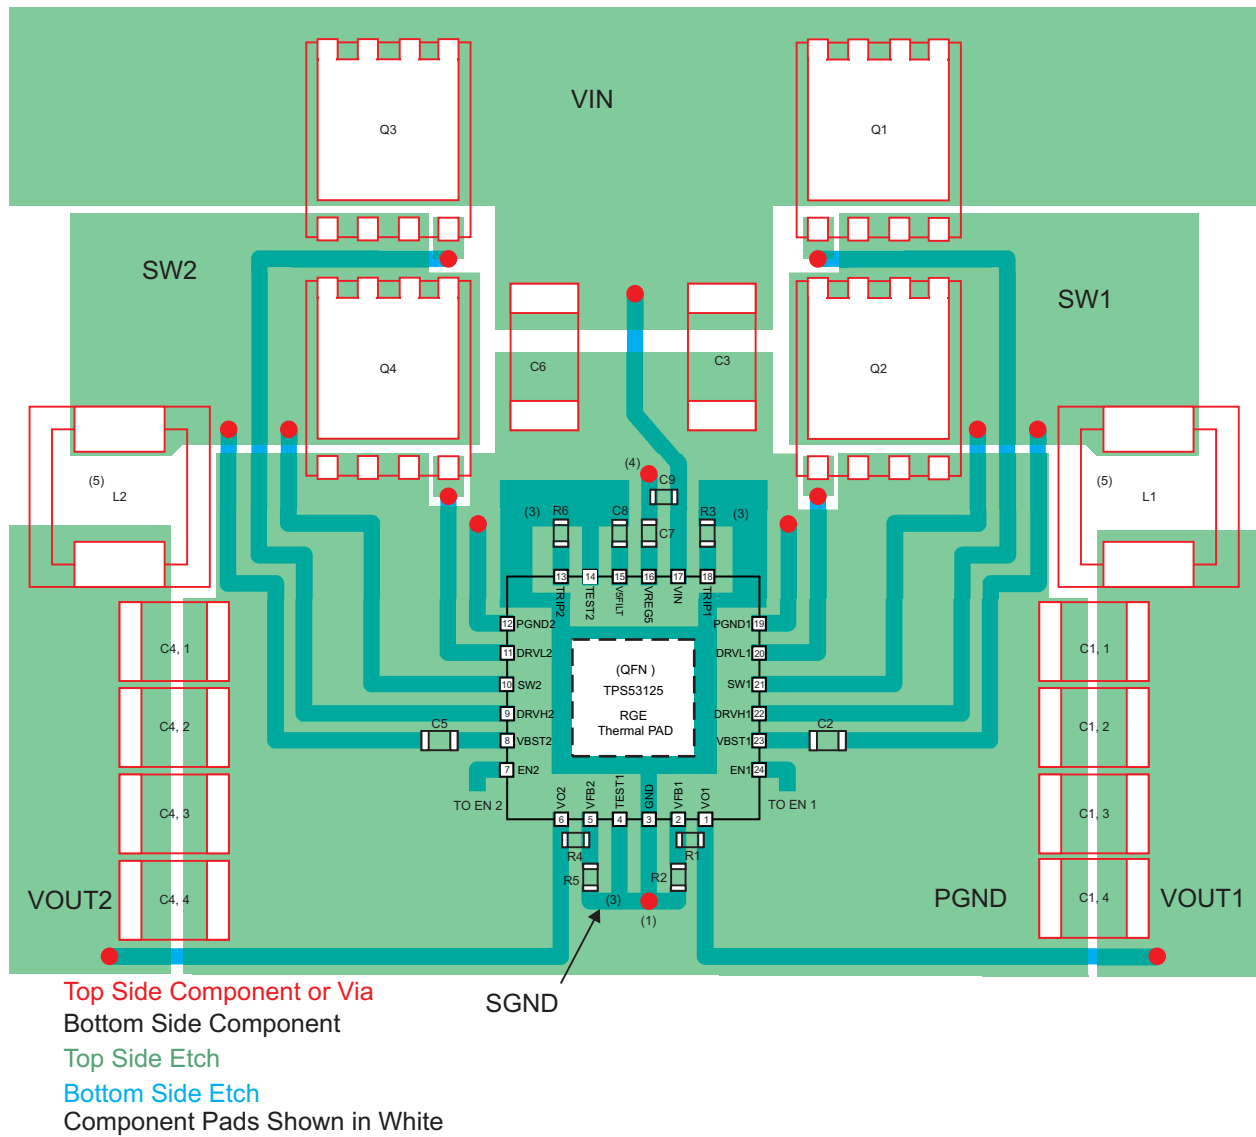 VIN
Q3
Q1
SW2
SW1
Q4
C6
C3
Q2
(5)
L2
(4)
C9
(5)
L1
(3)
R6
C8
C7
R3
(3)
13
14
15
16
17
18
TRIP2
TEST2
V5FILT
VREG5
VIN
TRIP1
12
PGND2
PGND1
19
11
DRVL2
DRVL1
20
10
SW2
SW1
21
9
DRVH2
DRVH1
22
8
VBST2
VBST1
23
7
EN2
EN1
24
(QFN )
TPS53125
RGE
Thermal PAD
C5
C2
TO EN 2
TO EN 1
VO2
VFB2
TEST1
GND
VFB1
VO1
6
5
4
3
2
1
R4
R1
R5
R2
(3)
(1)
C4, 1
C4, 2
C4, 3
C4, 4
C1, 1
C1, 2
C1, 3
C1, 4
VOUT2
PGND
VOUT1
SGND
Top Side Component or Via
Bottom Side Component
Top Side Etch
Bottom Side Etch
Component Pads Shown in White